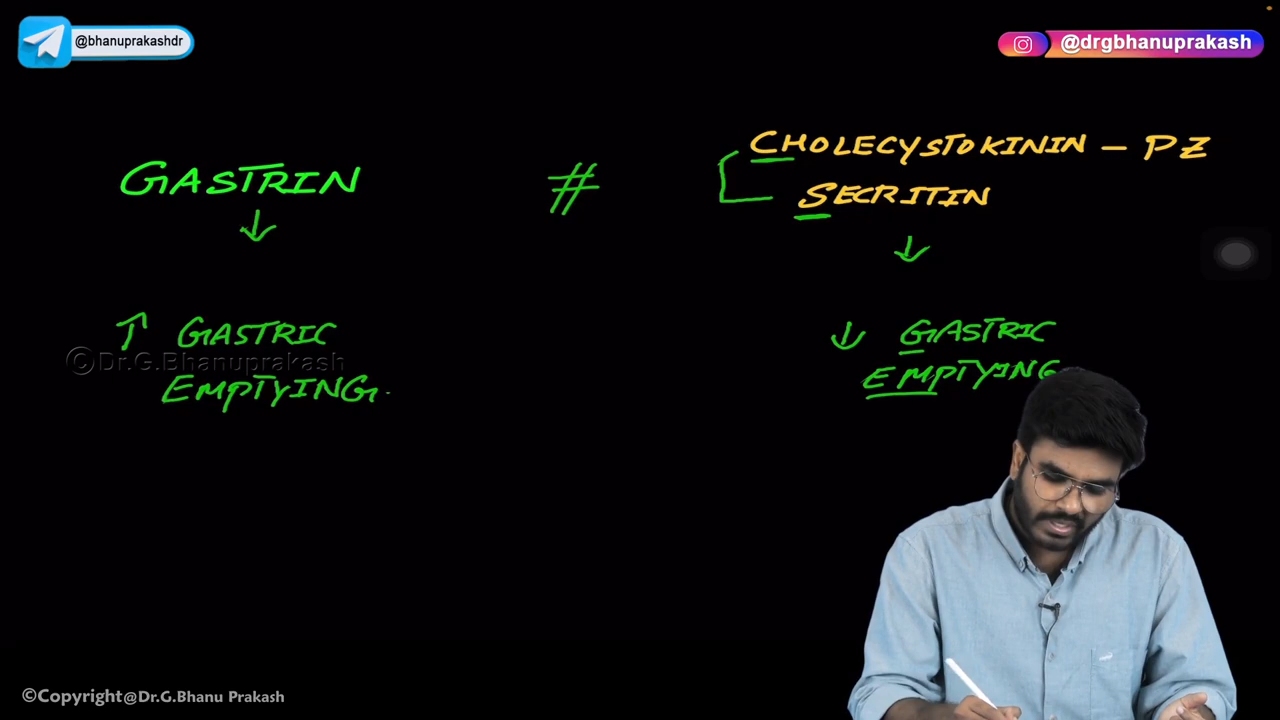 @bhanuprakashdr
@drgbhanuprakash
GASTRIN
#
CHOLECYSTOKININ - PZ
SECRITIN
↓
↓
↑ GASTRIC
EMPTYING.
↓ GASTRIC
EMPTYING
©Dr.G.Bhanuprakash
©Copyright@Dr.G.Bhanu Prakash